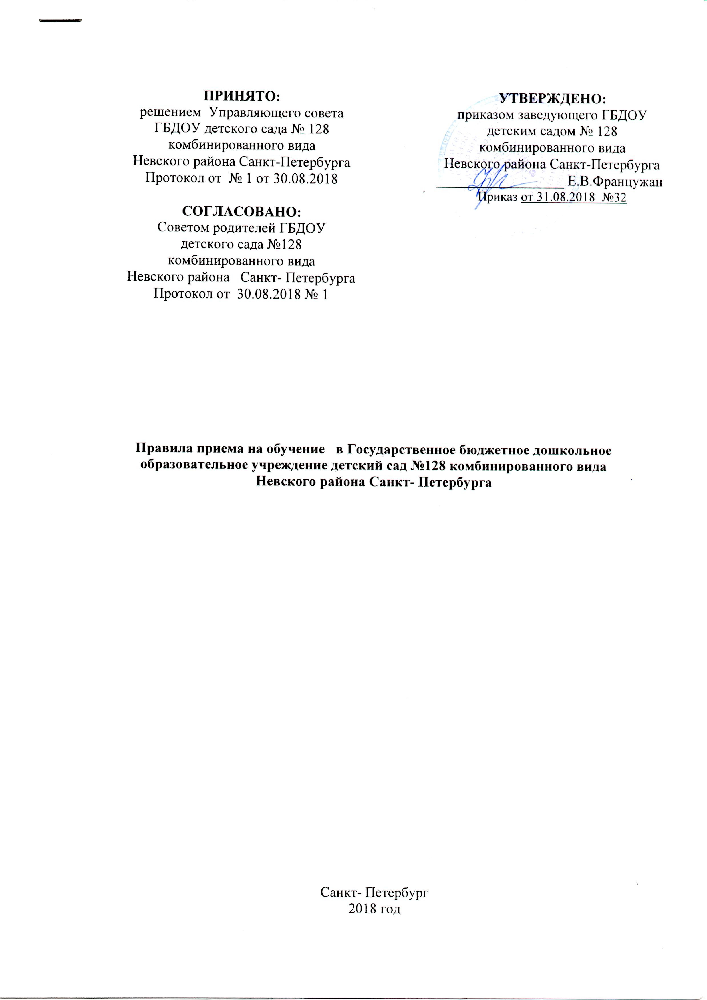 ПРИНЯТО:
решением Управляющего совета
ГБДОУ детского сада № 128
комбинированного вида
Невского района Санкт-Петербурга
Протокол от № 1 от 30.08.2018
СОГЛАСОВАНО:
Советом родителей ГБДОУ
детского сада №128
комбинированного вида
Невского района Санкт- Петербурга
Протокол от 30.08.2018 № 1
УТВЕРЖДЕНО:
приказом заведующего ГБДОУ
детским садом № 128
комбинированного вида
Невского района Санкт-Петербурга
Е.В.Францужан
Приказ от 31.08.2018 №32
Правила приема на обучение в Государственное бюджетное дошкольное
образовательное учреждение детский сад №128 комбинированного вида
Невского района Санкт- Петербурга
Санкт- Петербург
2018 год